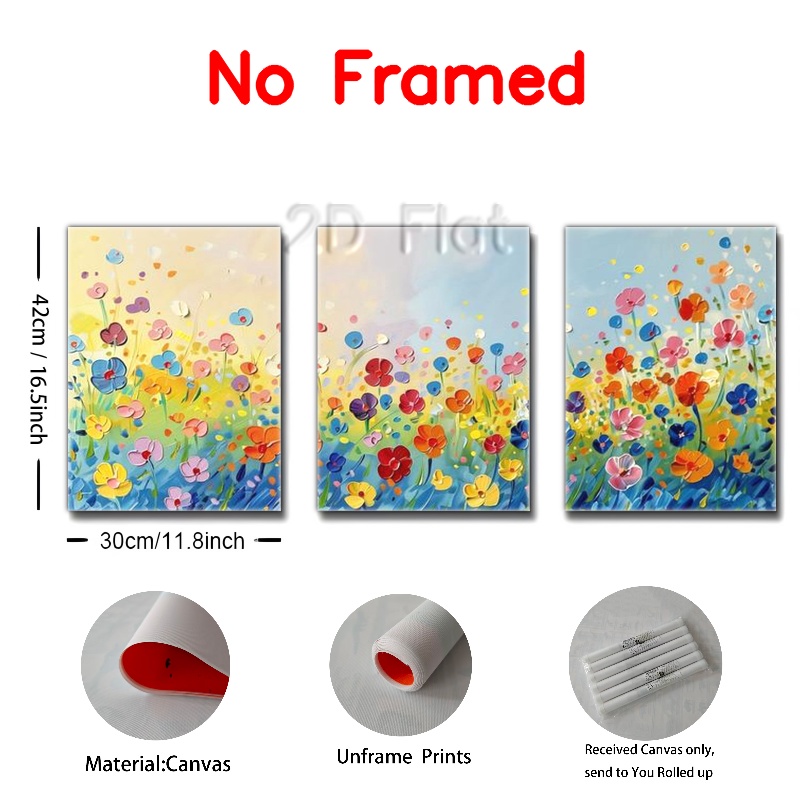 No Framed
2D Flat
42cm / 16.5inch
30cm/11.8inch
Material:Canvas
Unframe Prints
Received Canvas only,
send to You Rolled up